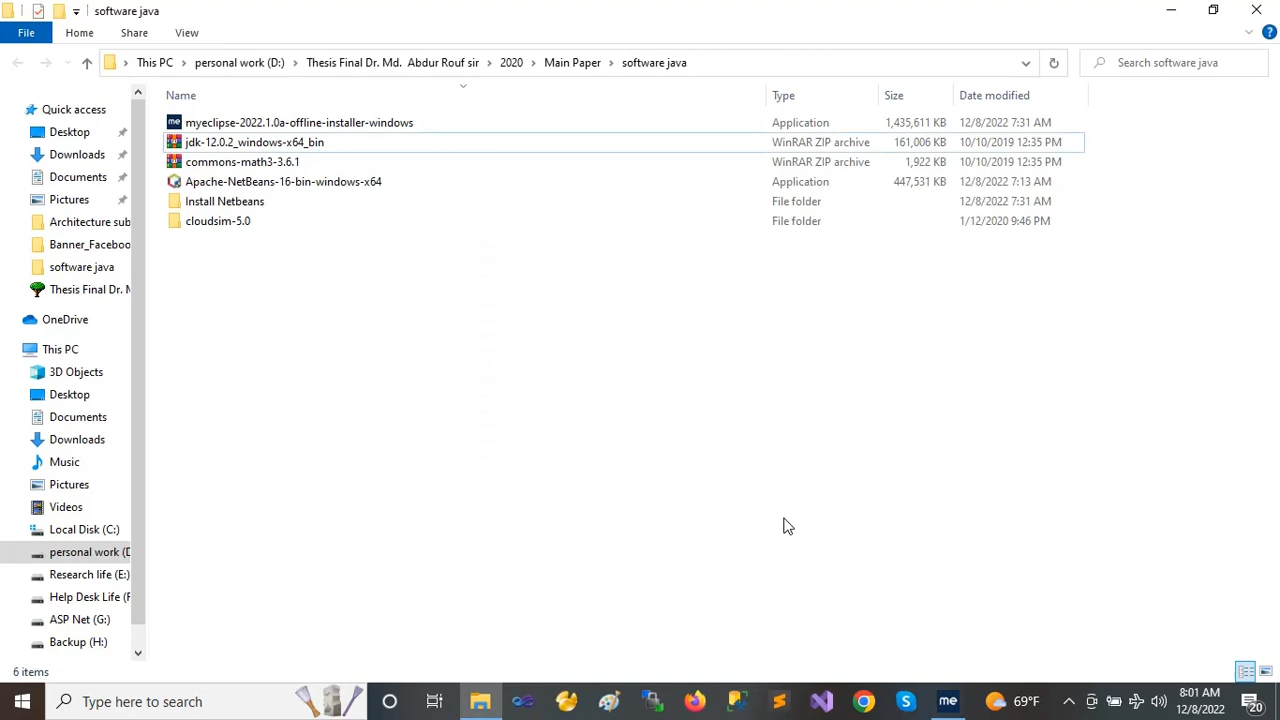 software java
File Home Share View
This PC personal work (D:) Thesis Final Dr. Md. Abdur Rouf sir 2020 Main Paper software java Search software java
Name Type Size Date modified
myeclipse-2022.1.0a-offline-installer-windows Application 1,435,611 KB 12/8/2022 7:31 AM
jdk-12.0.2_windows-x64_bin WinRAR ZIP archive 161,006 KB 10/10/2019 12:35 PM
commons-math3-3.6.1 WinRAR ZIP archive 1,922 KB 10/10/2019 12:35 PM
Apache-NetBeans-16-bin-windows-x64 Application 447,531 KB 12/8/2022 7:13 AM
Install Netbeans File folder 12/8/2022 7:31 AM
cloudsim-5.0 File folder 1/12/2020 9:46 PM
Quick access
Desktop
Downloads
Documents
Pictures
Architecture sub
Banner_Faceboo
software java
Thesis Final Dr. M
OneDrive
This PC
3D Objects
Desktop
Documents
Downloads
Music
Pictures
Videos
Local Disk (C:)
personal work (D
Research life (E:)
Help Desk Life (F
ASP Net (G:)
Backup (H:)
6 items
Type here to search
me
69°F
8:01 AM
12/8/2022
20